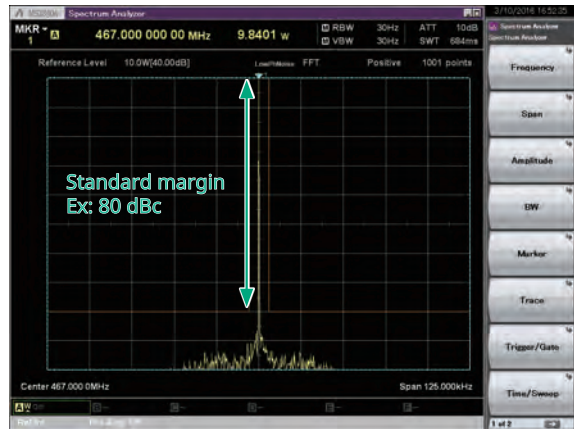 Spectrum Analyzer
3/10/2016 16:52:35
MKR
1
A
467.000 000 00 MHz
9.8401 W
RBW 30Hz
VBW 30Hz
ATT 10dB
SWT 684ms
Spectrum Analyzer
Spectrum Analyzer
Reference Level 10.0W[40.00dB] FFT Positive 1001 points
Frequency
Span
Amplitude
BW
Marker
Trace
Trigger/Gate
Time/Sweep
1 of 2
Standard margin
Ex: 80 dBc
Center 467.000 0MHz
Span 125.000kHz